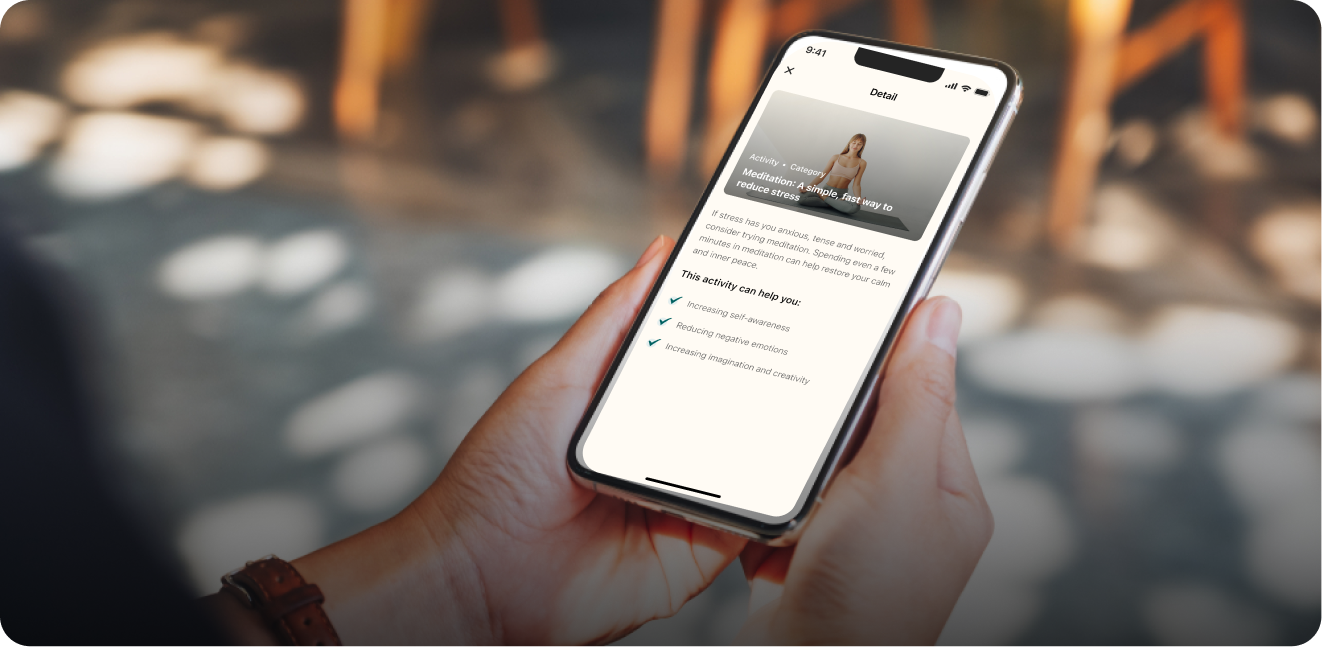 9:41
Detail
Activity • Category
Meditation: A simple, fast way to
reduce stress
If stress has you anxious, tense and worried,
consider trying meditation. Spending even a few
minutes in meditation can help restore your calm
and inner peace.
This activity can help you:
Increasing self-awareness
Reducing negative emotions
Increasing imagination and creativity